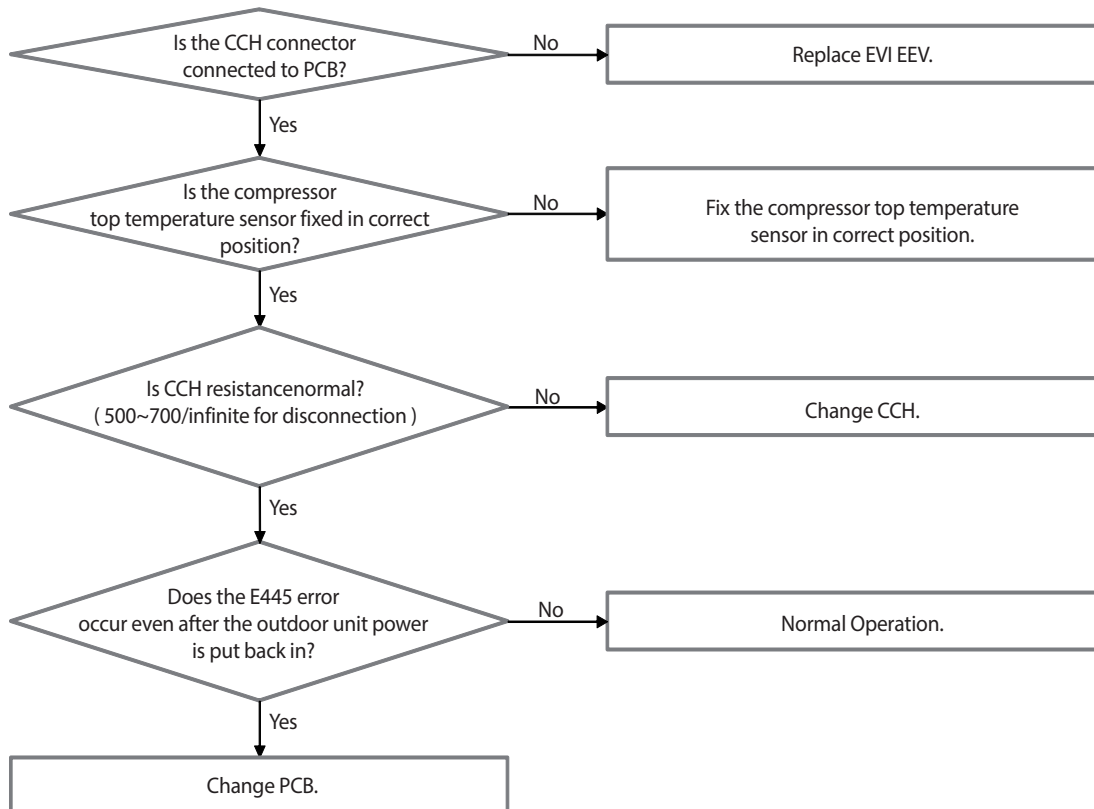 Is the CCH connector
connected to PCB?
No
Replace EVI EEV.
Yes
Is the compressor
top temperature sensor fixed in correct
position?
No
Fix the compressor top temperature
sensor in correct position.
Yes
Is CCH resistancenormal?
( 500~700/infinite for disconnection )
No
Change CCH.
Yes
Does the E445 error
occur even after the outdoor unit power
is put back in?
No
Normal Operation.
Yes
Change PCB.